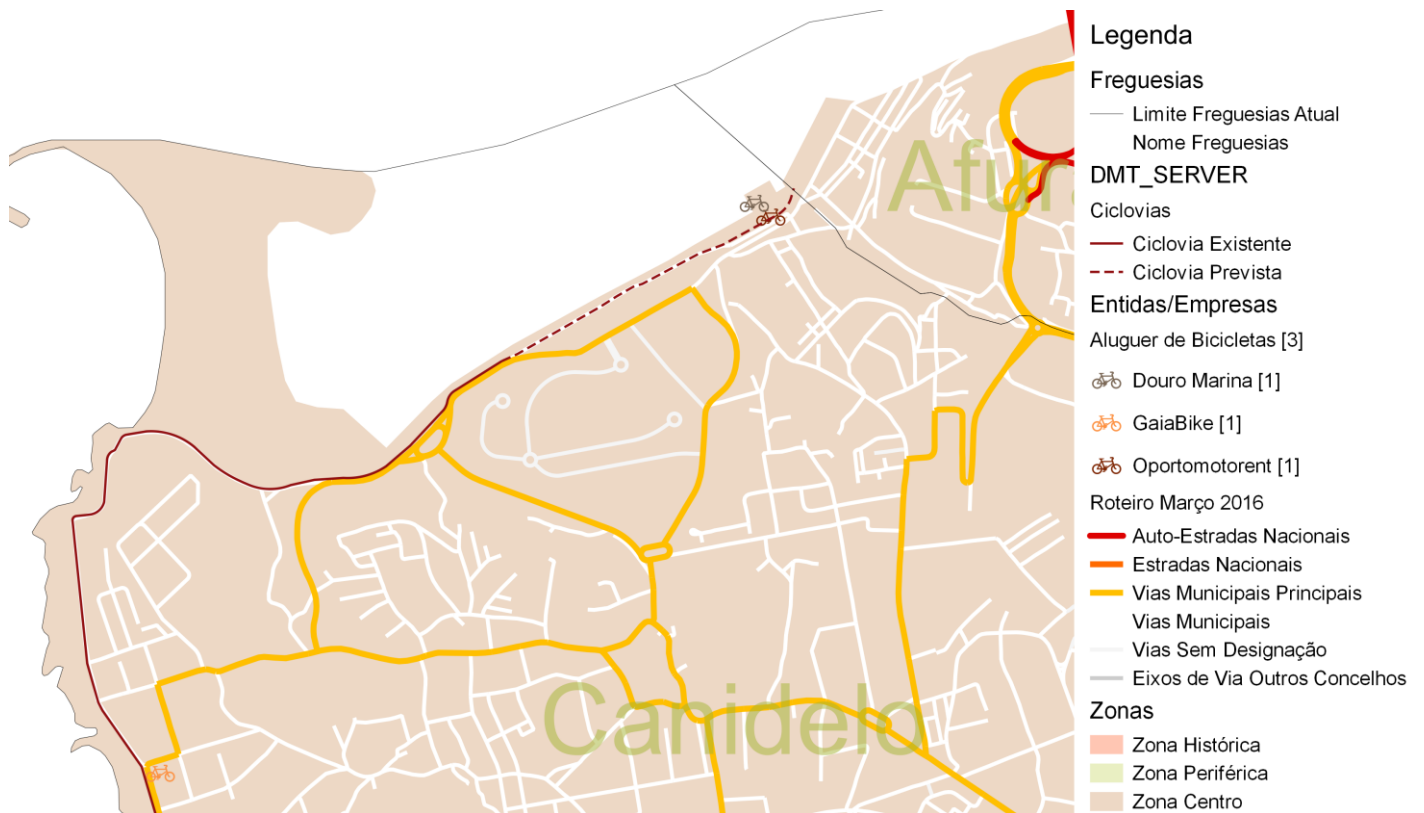 Afura
Canidelo
Legenda
Freguesias
Limite Freguesias Atual
Nome Freguesias
DMT_SERVER
Ciclovias
Ciclovia Existente
Ciclovia Prevista
Entidas/Empresas
Aluguer de Bicicletas [3]
Douro Marina [1]
GaiaBike [1]
Oportomotorent [1]
Roteiro Março 2016
Auto-Estradas Nacionais
Estradas Nacionais
Vias Municipais Principais
Vias Municipais
Vias Sem Designação
Eixos de Via Outros Concelhos
Zonas
Zona Histórica
Zona Periférica
Zona Centro